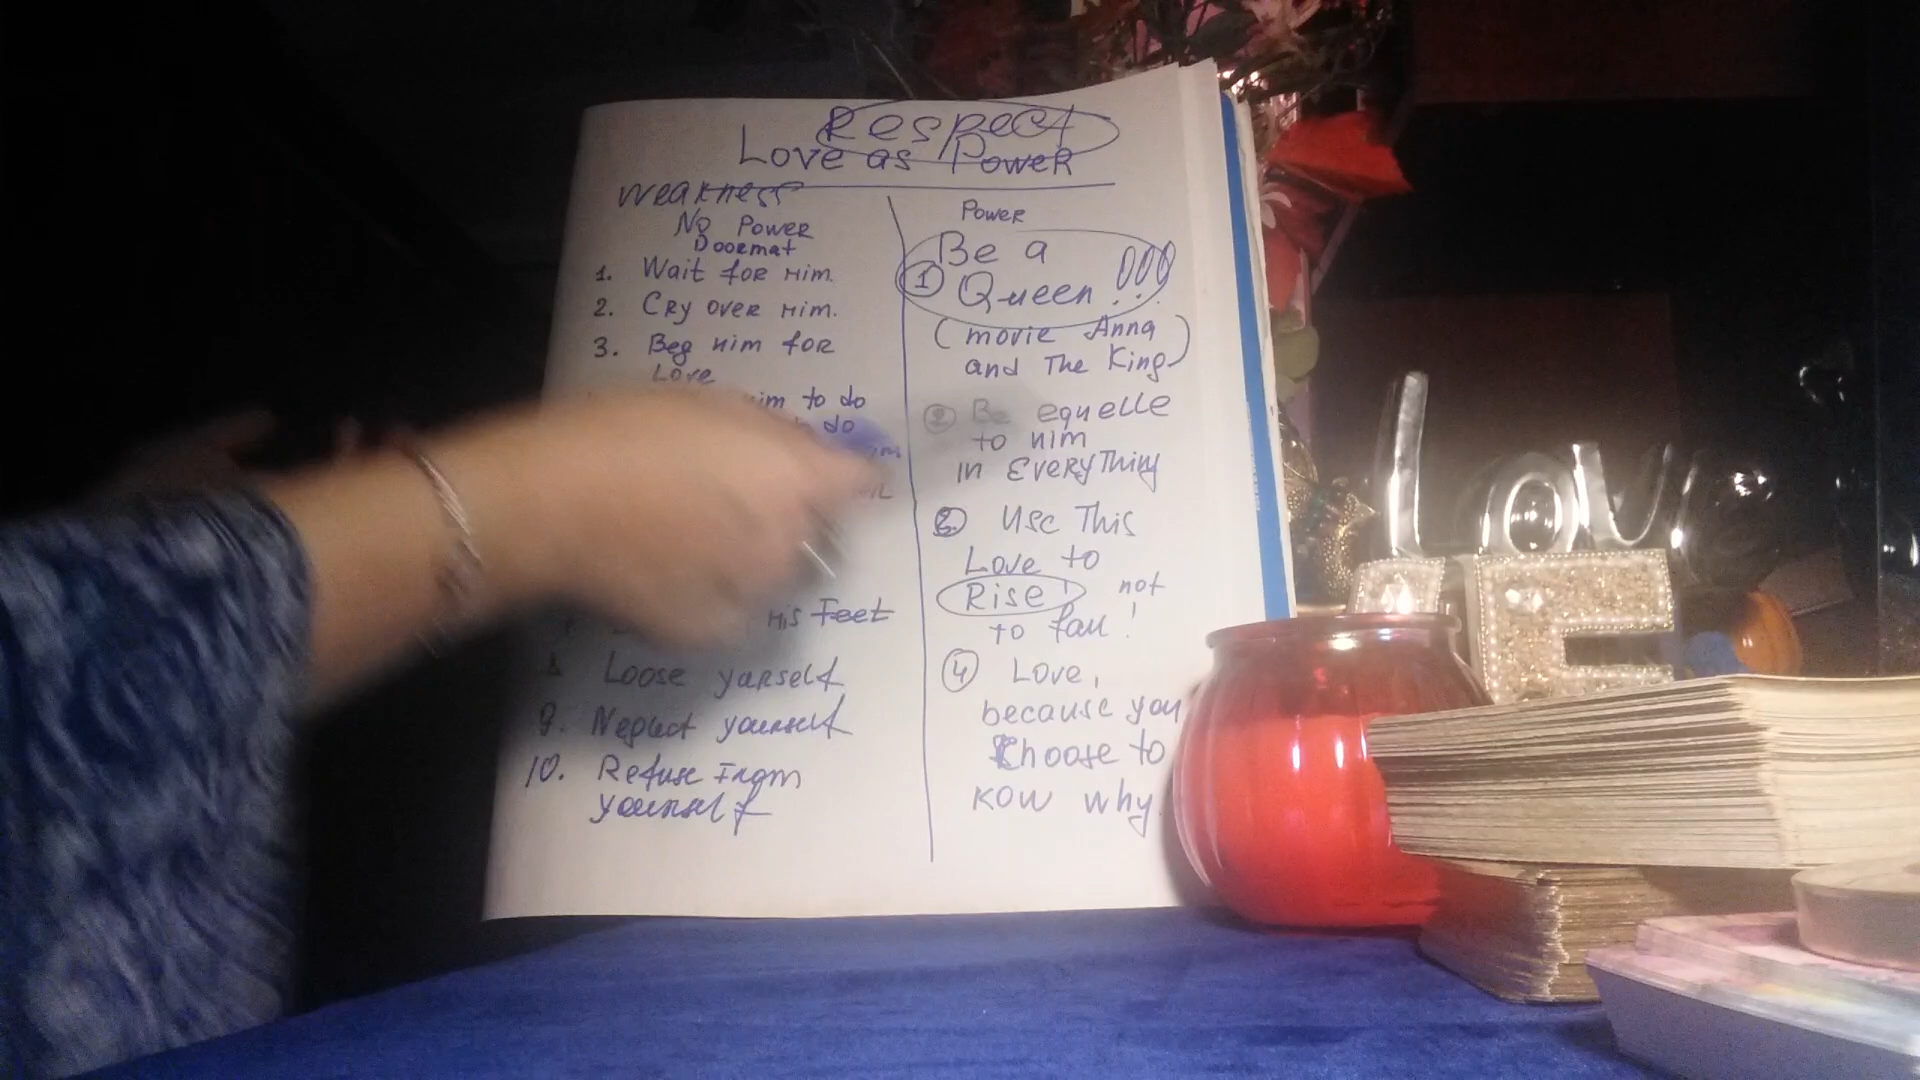 Respect
Love as Power
Weakness
No Power
Doormat
1. Wait for Him.
2. Cry over Him.
3. Beg him for
Love
him to do
do
His Feet
Loose yarself
9. Neglect yourself
10. Refuse From
yourself
Power
Be a
1 Queen!!!
(movie Anna
and The King)
2 Be equelle
to him
in Everything
3. Use This
Love to
Rise! not
to fall!
4 Love,
because you
Choose to
kow why.
LOV
E